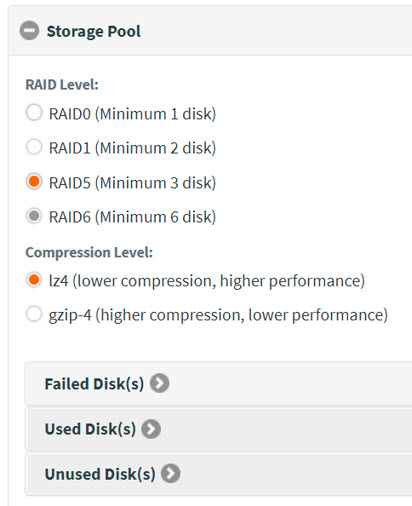 Storage Pool
RAID Level:
RAID0 (Minimum 1 disk)
RAID1 (Minimum 2 disk)
RAID5 (Minimum 3 disk)
RAID6 (Minimum 6 disk)
Compression Level:
lz4 (lower compression, higher performance)
gzip-4 (higher compression, lower performance)
Failed Disk(s)
Used Disk(s)
Unused Disk(s)